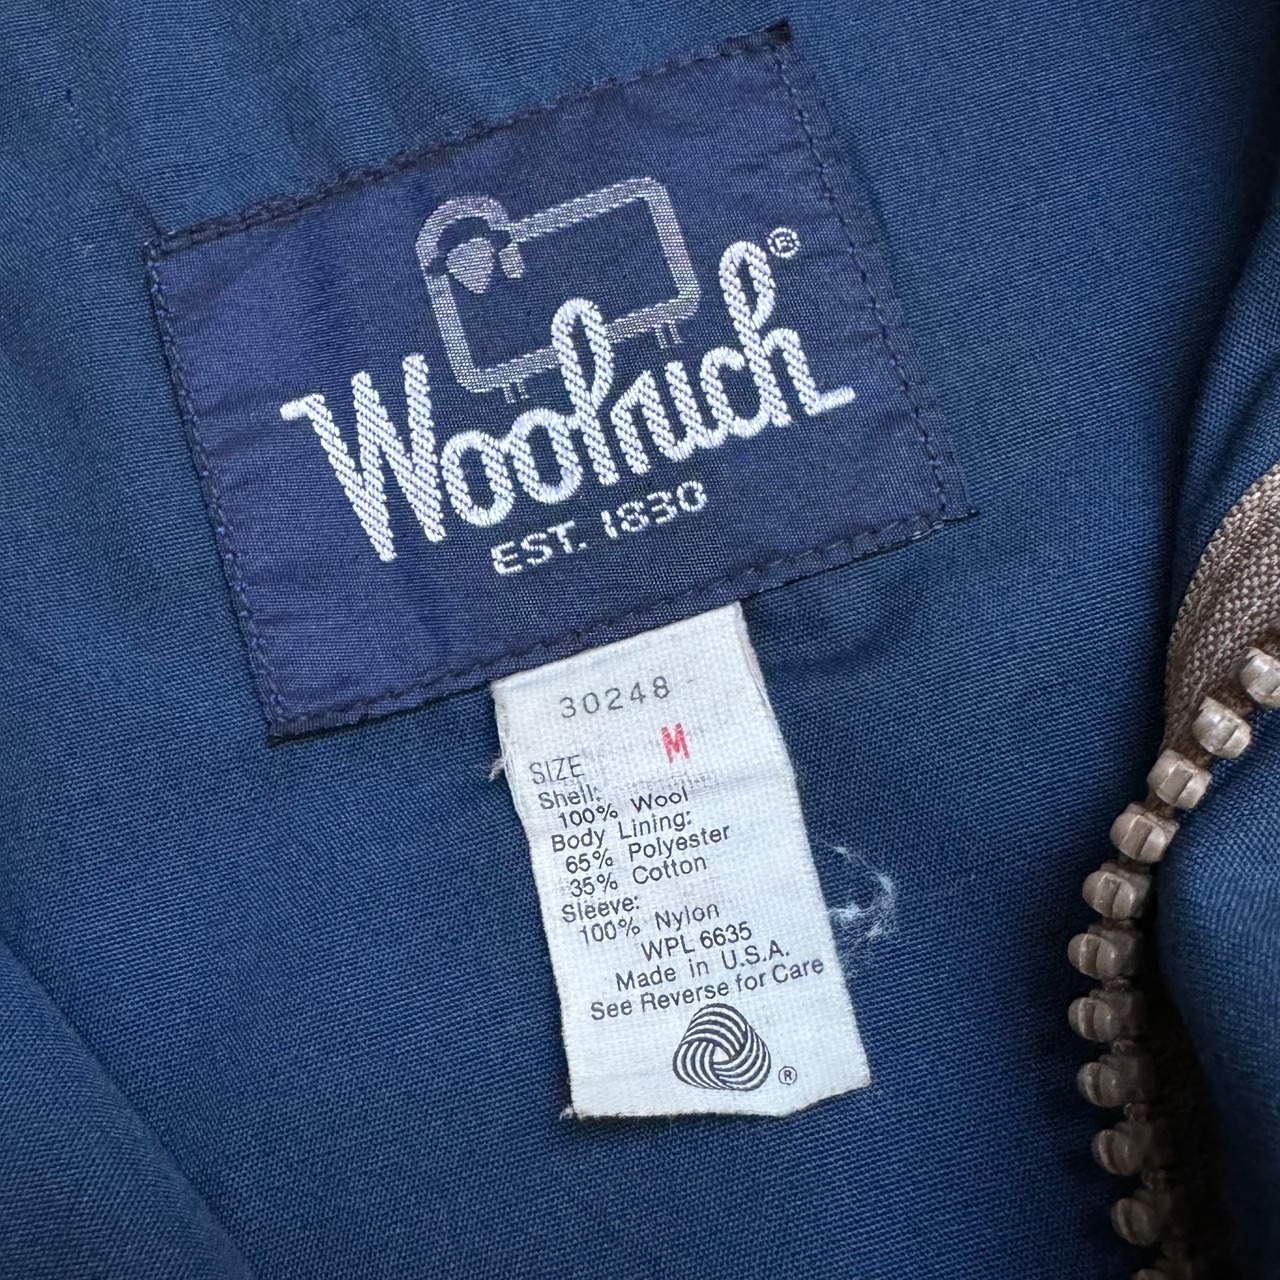 Woolrich®
EST. 1830
30248
M
SIZE
Shell:
100% Wool
Body Lining:
65% Polyester
35% Cotton
Sleeve:
100% Nylon
WPL 6635
Made in U.S.A.
See Reverse for Care
®